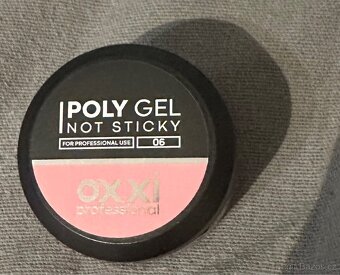 POLY GEL
NOT STICKY
FOR PROFESSIONAL USE 06
oxxi
professional